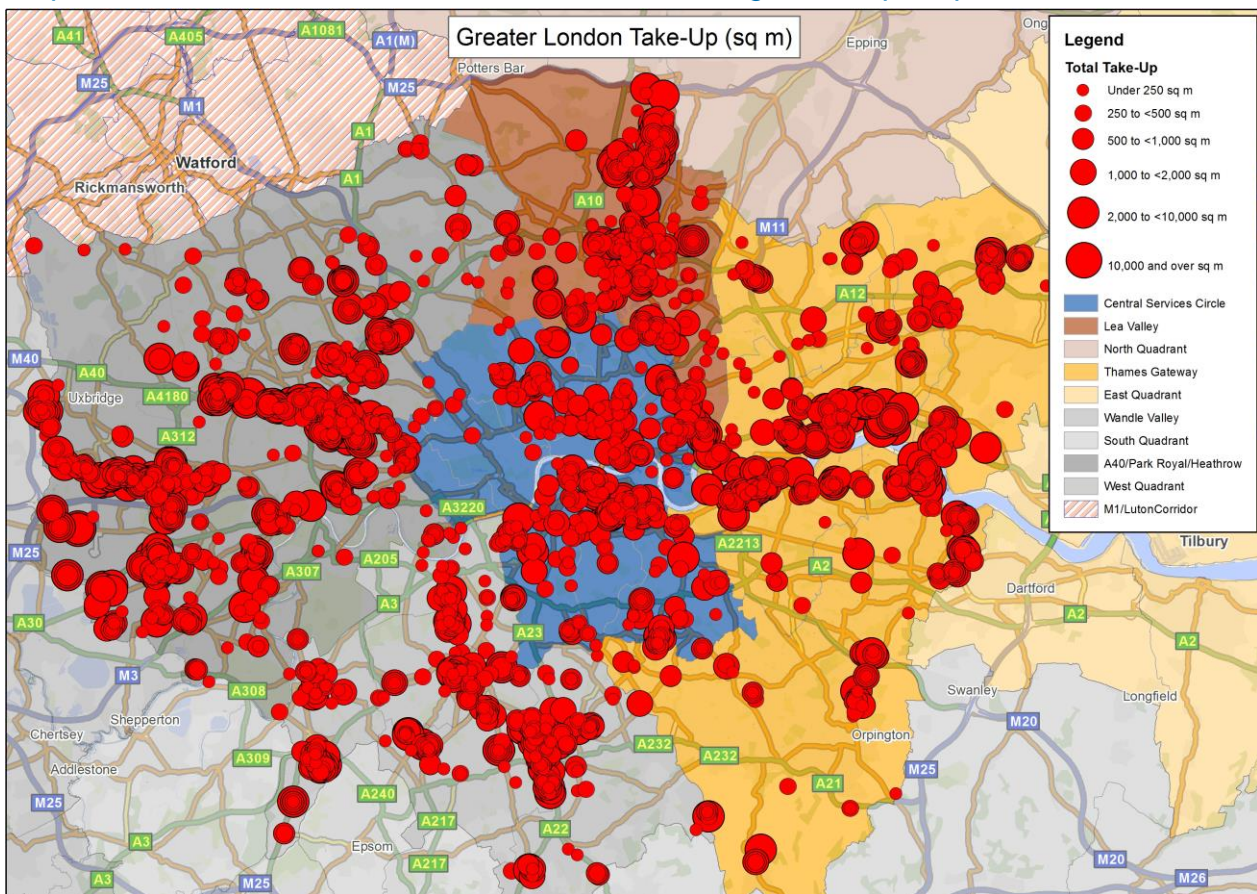 Greater London Take-Up (sq m)
A41
A405
A1081
A1(M)
Epping
Potters Bar
M25
M1
M25
A1
Watford
Rickmansworth
A1
A10
M11
A12
M40
A40
Uxbridge
A4180
A312
A3220
M25
A205
A307
A2213
A2
Tilbury
Dartford
A30
A3
A23
A2
A2
M3
A308
Swanley
Longfield
Shepperton
M20
Chertsey
Orpington
A309
A232
A232
Addlestone
M25
A21
M25
A240
A217
A3
A22
Epsom
A217
M20
A3
M25
M26
Legend
Total Take-Up
Under 250 sq m
250 to <500 sq m
500 to <1,000 sq m
1,000 to <2,000 sq m
2,000 to <10,000 sq m
10,000 and over sq m
Central Services Circle
Lea Valley
North Quadrant
Thames Gateway
East Quadrant
Wandle Valley
South Quadrant
A40/Park Royal/Heathrow
West Quadrant
M1/LutonCorridor